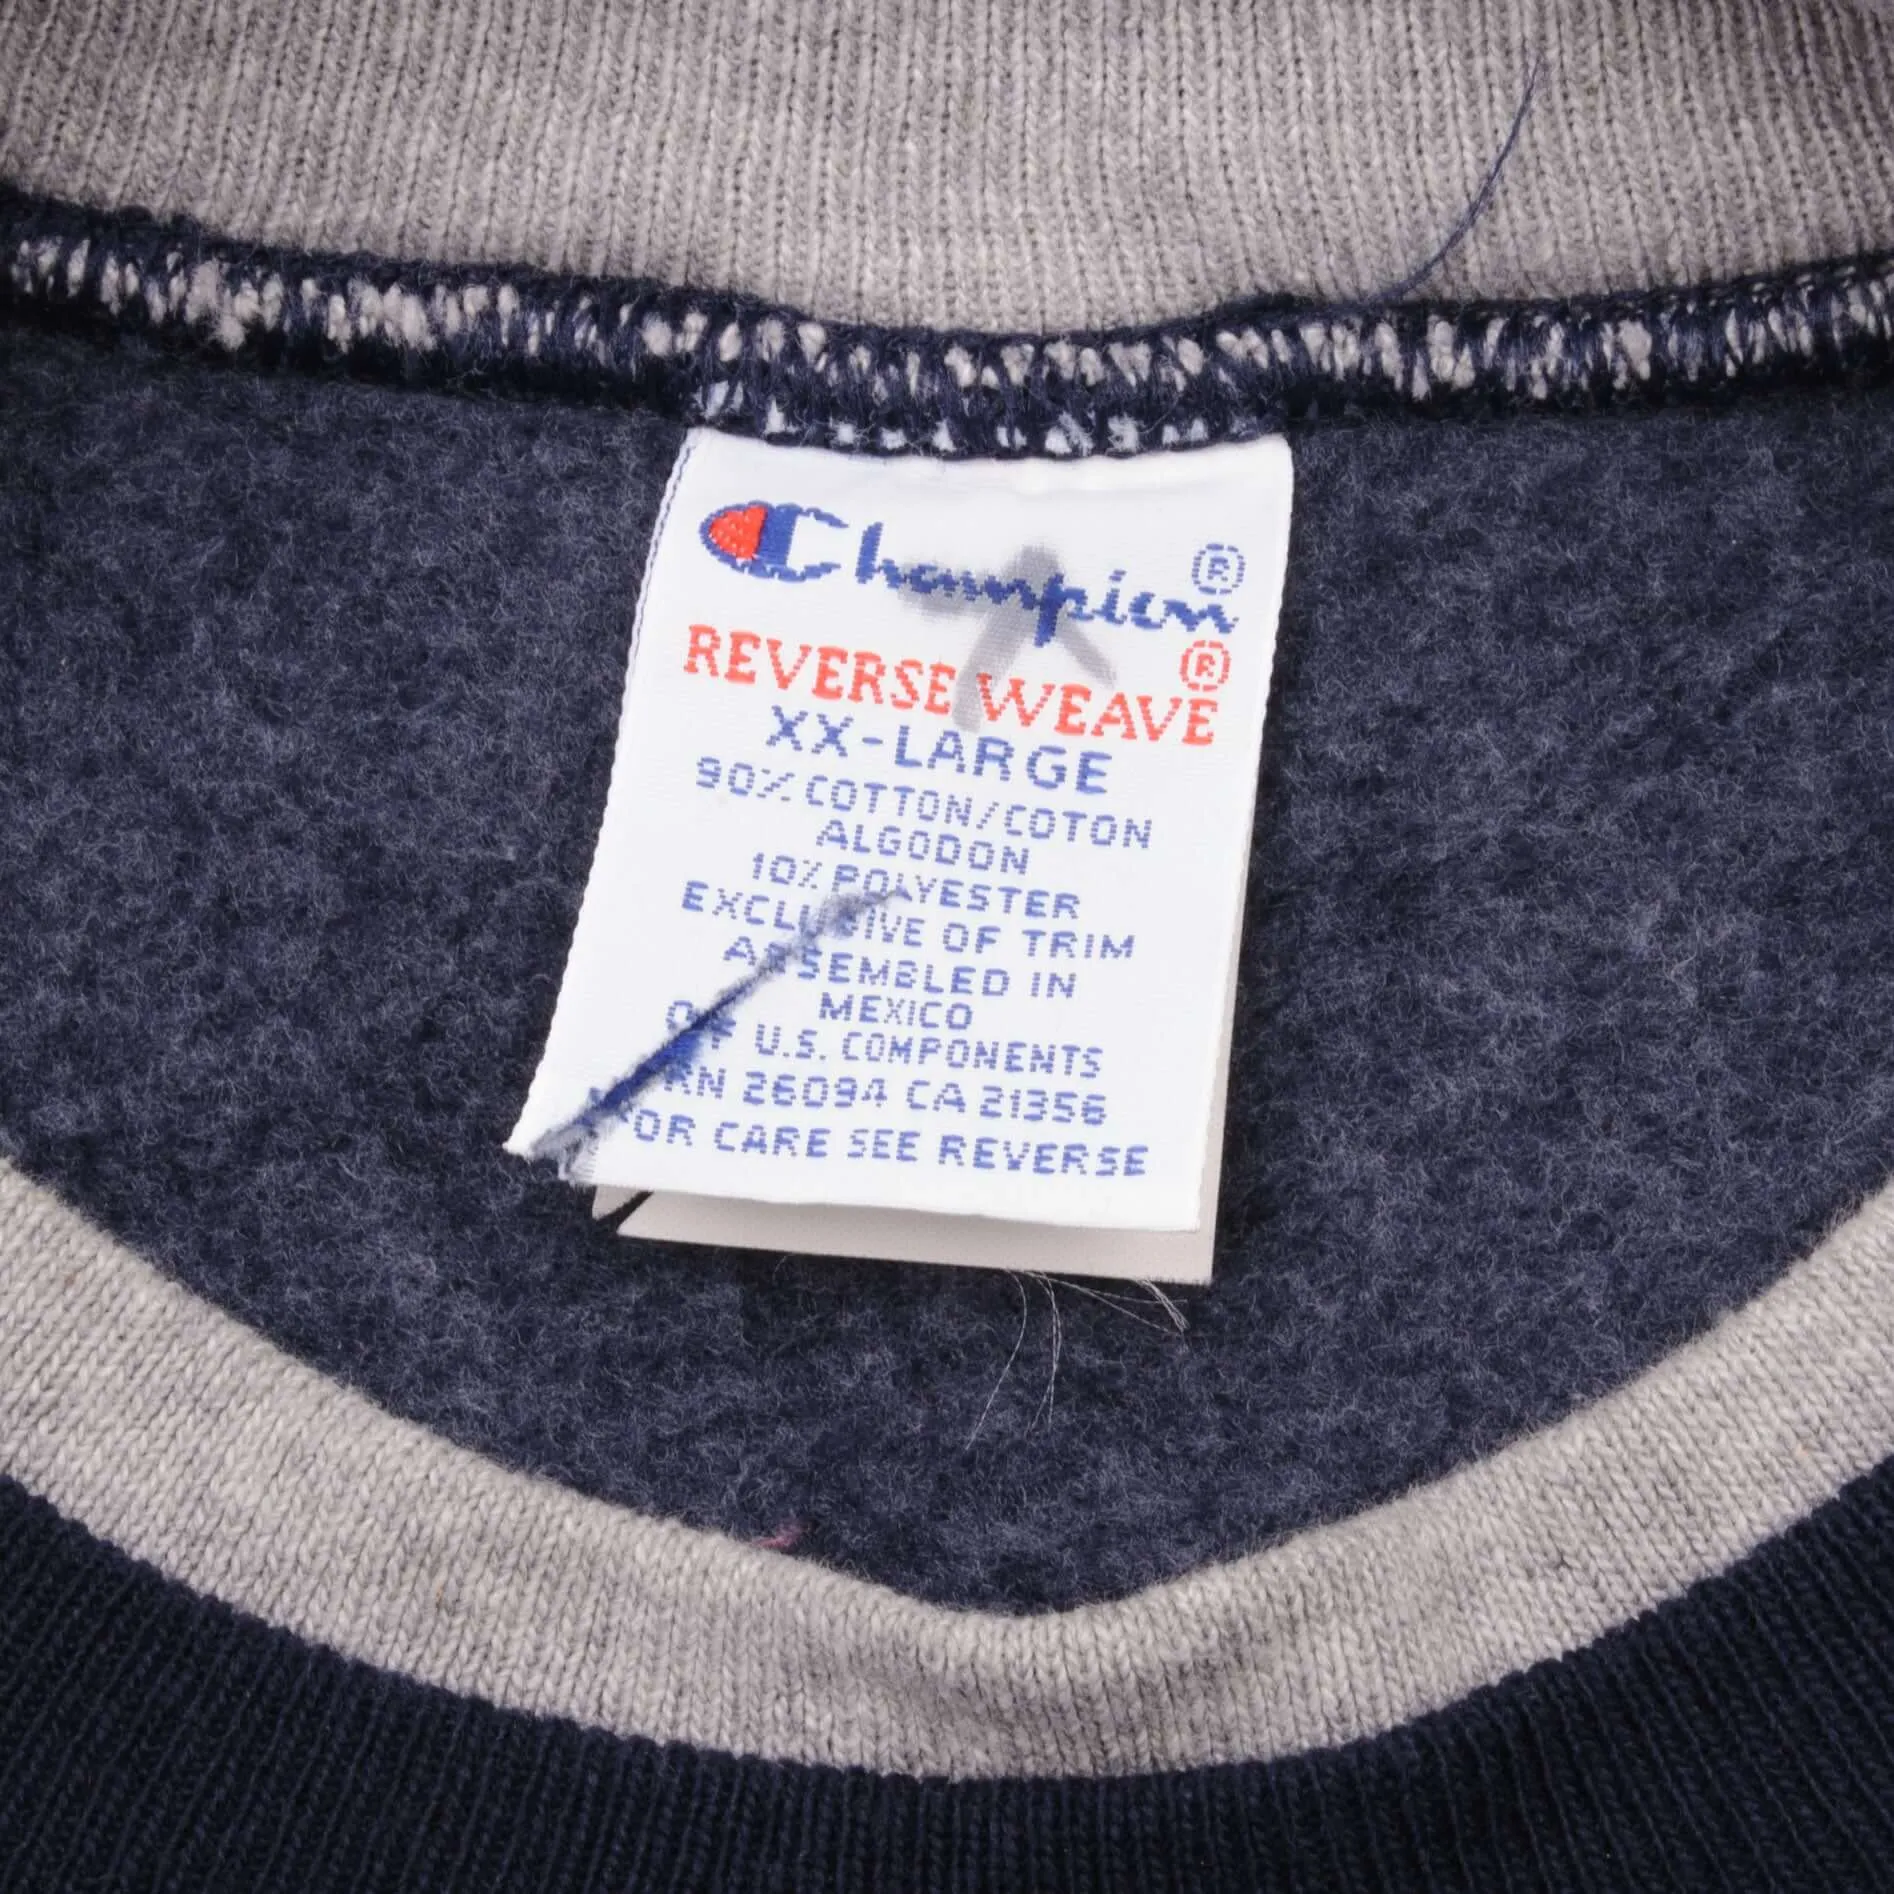 Champion®
REVERSE WEAVE®
XX-LARGE
90% COTTON/COTON
ALGODON
10% POLYESTER
EXCLUSIVE OF TRIM
ASSEMBLED IN
MEXICO
OF U.S. COMPONENTS
RN 26094 CA 21356
FOR CARE SEE REVERSE